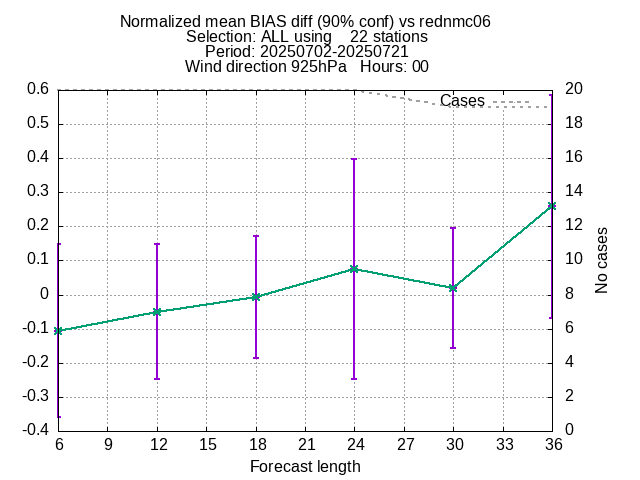 Normalized mean BIAS diff (90% conf) vs rednmc06
Selection: ALL using    22 stations
Period: 20250702-20250721
Wind direction 925hPa   Hours: 00
0.6
0.5
0.4
0.3
0.2
0.1
0
-0.1
-0.2
-0.3
-0.4
20
18
16
14
12
10
8
6
4
2
0
Cases
No cases
6 9 12 15 18 21 24 27 30 33 36
Forecast length